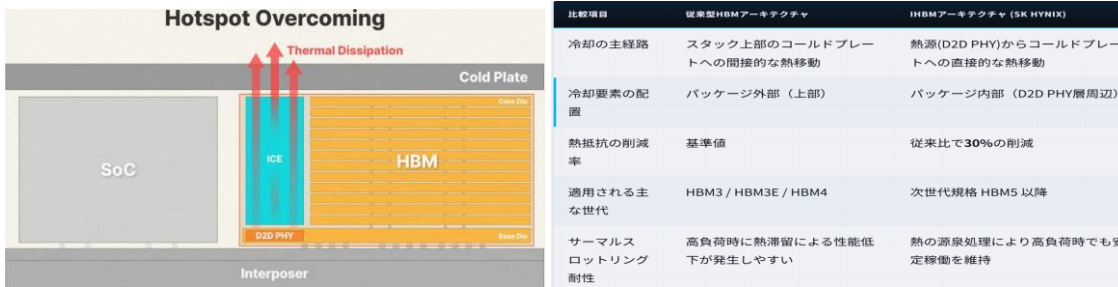 Hotspot Overcoming
Thermal Dissipation
Cold Plate
Core Die
SoC
ICE
HBM
D2D PHY
Base Die
Interposer
比較項目
従来型HBMアーキテクチャ
IHBMアーキテクチャ (SK HYNIX)
冷却の主経路
スタック上部のコールドプレー
トへの間接的な熱移動
熱源(D2D PHY)からコールドプレー
トへの直接的な熱移動
冷却要素の配
置
パッケージ外部（上部）
パッケージ内部（D2D PHY層周辺）
熱抵抗の削減
率
基準値
従来比で30%の削減
適用される主
な世代
HBM3 / HBM3E / HBM4
次世代規格 HBM5 以降
サーマルス
ロットリング
耐性
高負荷時に熱滞留による性能低
下が発生しやすい
熱の源泉処理により高負荷時でも安
定稼働を維持